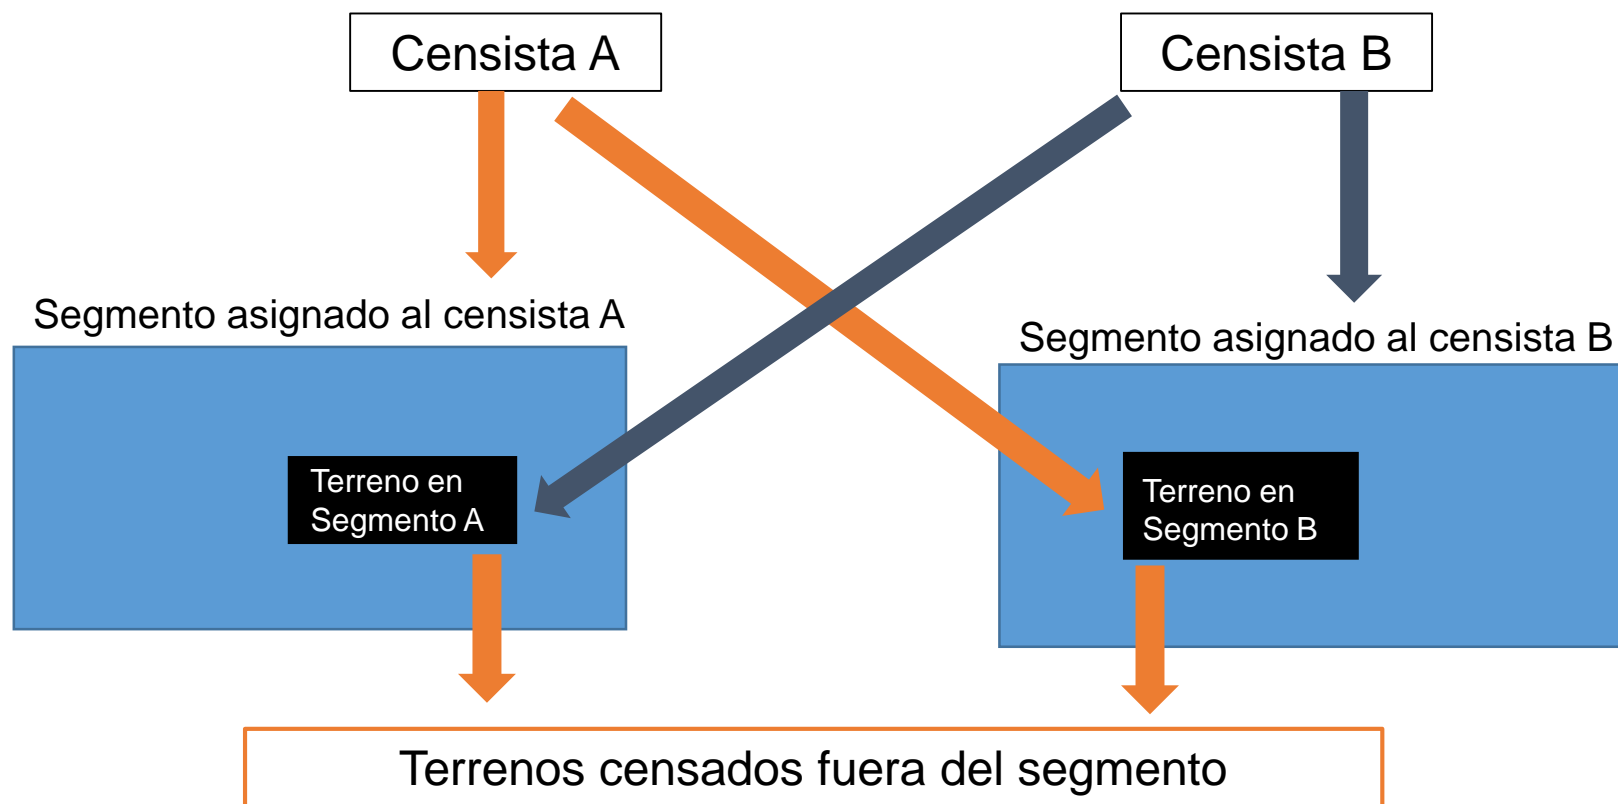 Censista A
Censista B
Segmento asignado al censista A
Segmento asignado al censista B
Terreno en
Segmento A
Terreno en
Segmento B
Terrenos censados fuera del segmento